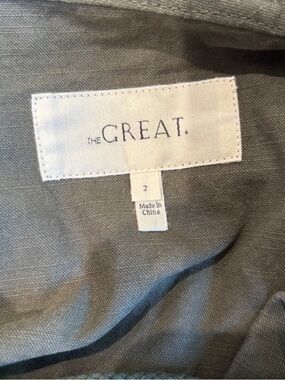 THE GREAT.
2
Made in
China